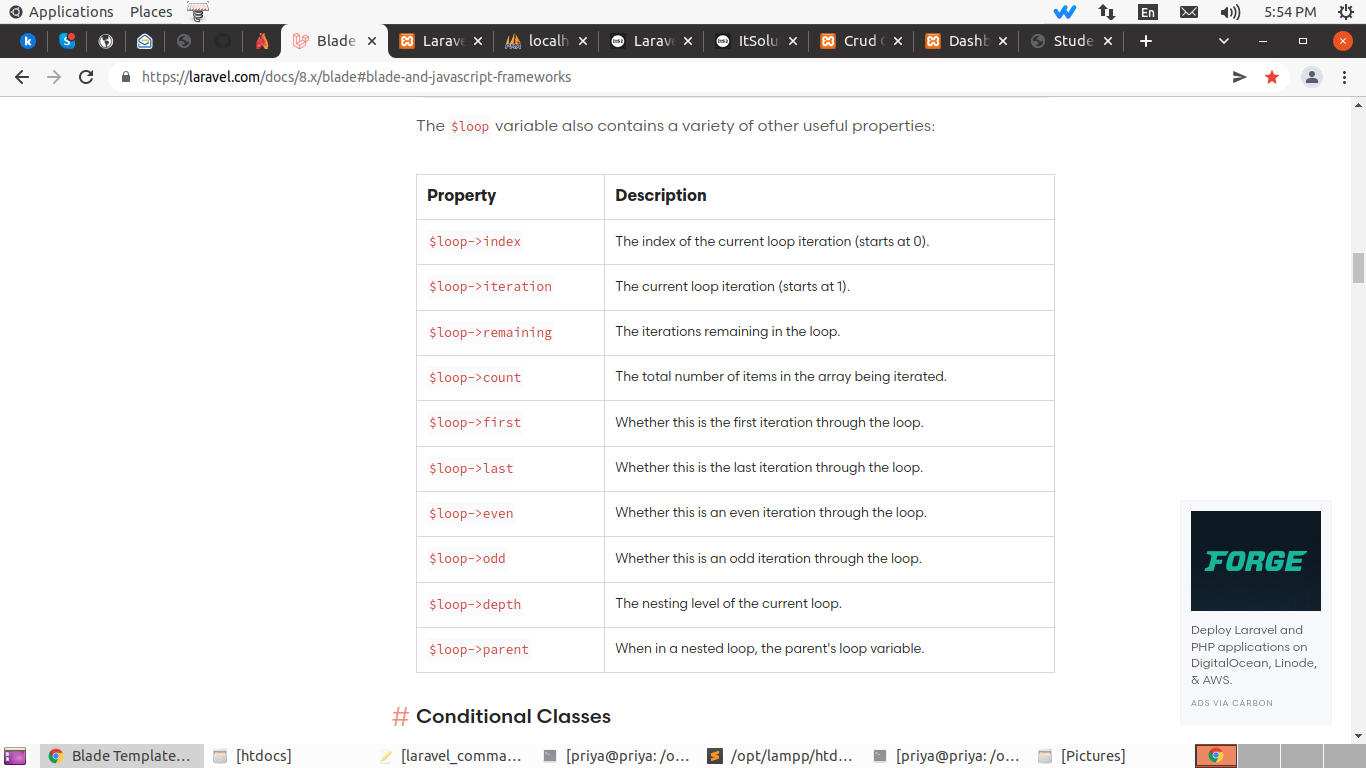 Applications Places En 5:54 PM
Blade Larave localh Larav ItSolu Crud Dashb Stude
https://laravel.com/docs/8.x/blade#blade-and-javascript-frameworks
The $loop variable also contains a variety of other useful properties:
Property Description
$loop->index The index of the current loop iteration (starts at 0).
$loop->iteration The current loop iteration (starts at 1).
$loop->remaining The iterations remaining in the loop.
$loop->count The total number of items in the array being iterated.
$loop->first Whether this is the first iteration through the loop.
$loop->last Whether this is the last iteration through the loop.
$loop->even Whether this is an even iteration through the loop.
$loop->odd Whether this is an odd iteration through the loop.
$loop->depth The nesting level of the current loop.
$loop->parent When in a nested loop, the parent's loop variable.
# Conditional Classes
FORGE
Deploy Laravel and
PHP applications on
DigitalOcean, Linode,
& AWS.
ADS VIA CARBON
Blade Template... [htdocs] [laravel_comma... [priya@priya: /o... /opt/lampp/htd... [priya@priya: /o... [Pictures]